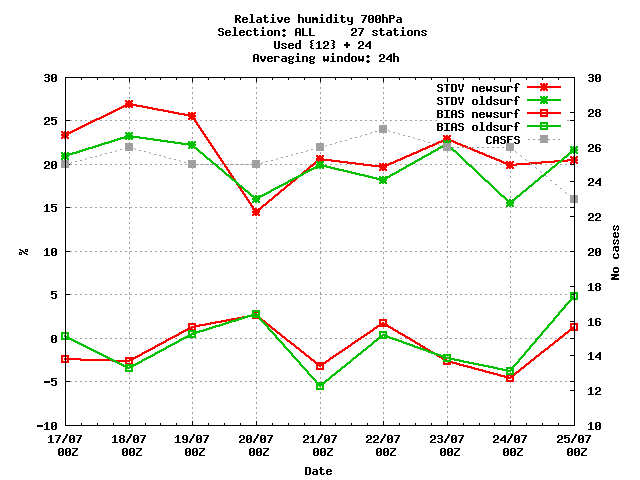 Relative humidity 700hPa
Selection: ALL     27 stations
Used {12} + 24
Averaging window: 24h
STDV newsurf
STDV oldsurf
BIAS newsurf
BIAS oldsurf
CASES
30
25
20
15
10
5
0
-5
-10
%
30
28
26
24
22
20
18
16
14
12
10
No cases
17/07 18/07 19/07 20/07 21/07 22/07 23/07 24/07 25/07
00Z 00Z 00Z 00Z 00Z 00Z 00Z 00Z 00Z
Date